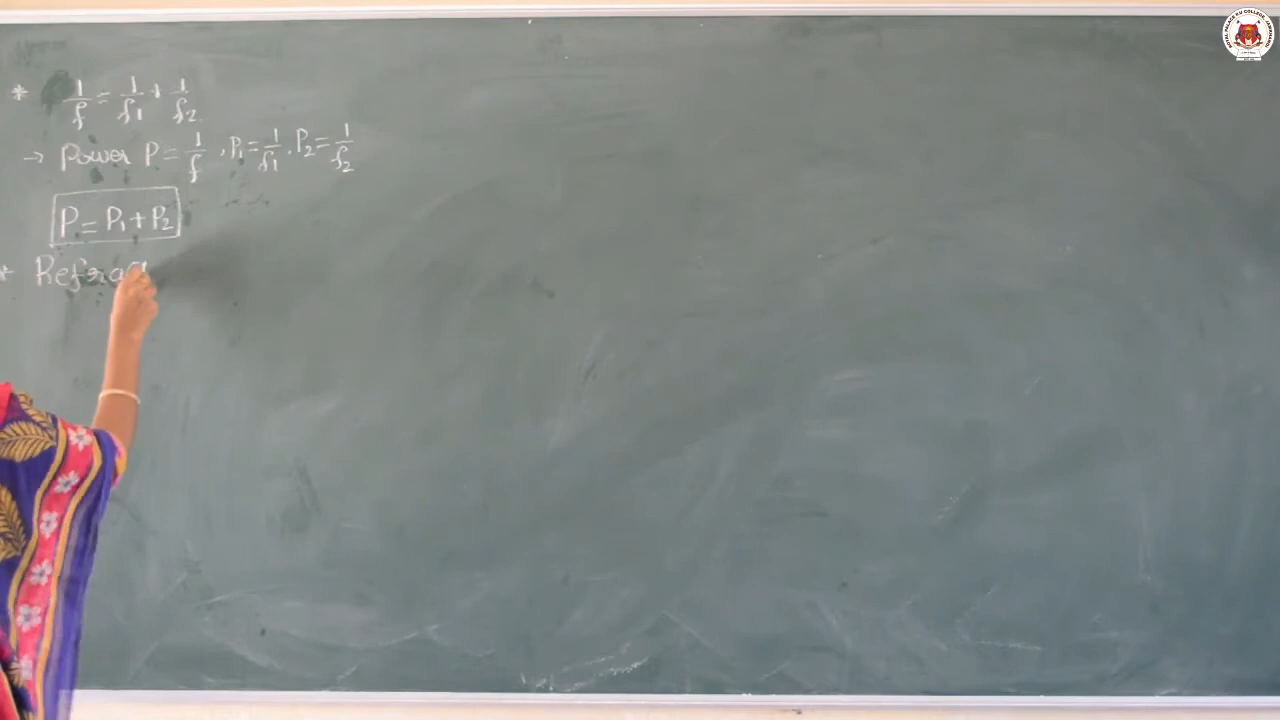 * 1/f = 1/f1 + 1/f2
→ Power P = 1/f , P1 = 1/f1 , P2 = 1/f2
P = P1 + P2
* Refrac